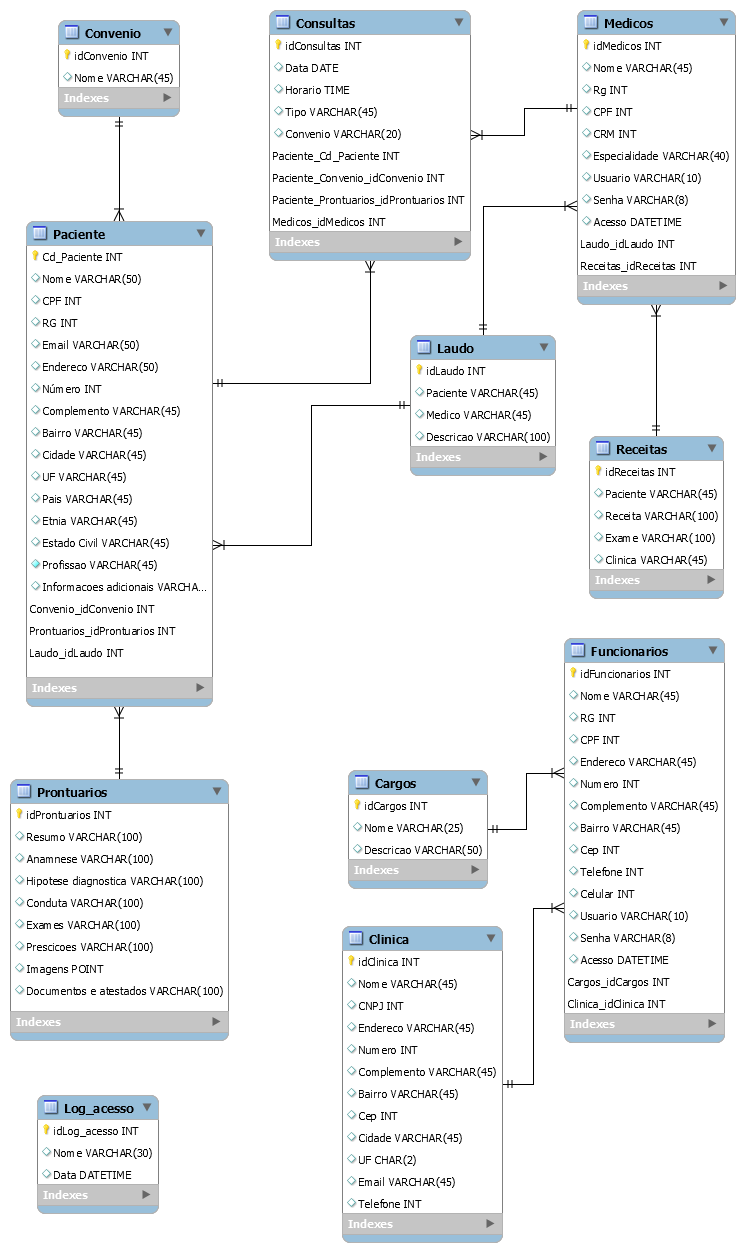 Convenio
idConvenio INT
Nome VARCHAR(45)
Indexes
Consultas
idConsultas INT
Data DATE
Horario TIME
Tipo VARCHAR(45)
Convenio VARCHAR(20)
Paciente_Cd_Paciente INT
Paciente_Convenio_idConvenio INT
Paciente_Prontuarios_idProntuarios INT
Medicos_idMedicos INT
Indexes
Medicos
idMedicos INT
Nome VARCHAR(45)
Rg INT
CPF INT
CRM INT
Especialidade VARCHAR(40)
Usuario VARCHAR(10)
Senha VARCHAR(8)
Acesso DATETIME
Laudo_idLaudo INT
Receitas_idReceitas INT
Indexes
Paciente
Cd_Paciente INT
Nome VARCHAR(50)
CPF INT
RG INT
Email VARCHAR(50)
Endereco VARCHAR(50)
Número INT
Complemento VARCHAR(45)
Bairro VARCHAR(45)
Cidade VARCHAR(45)
UF VARCHAR(45)
Pais VARCHAR(45)
Etnia VARCHAR(45)
Estado Civil VARCHAR(45)
Profissao VARCHAR(45)
Informacoes adicionais VARCHA...
Convenio_idConvenio INT
Prontuarios_idProntuarios INT
Laudo_idLaudo INT
Indexes
Laudo
idLaudo INT
Paciente VARCHAR(45)
Medico VARCHAR(45)
Descricao VARCHAR(100)
Indexes
Receitas
idReceitas INT
Paciente VARCHAR(45)
Receita VARCHAR(100)
Exame VARCHAR(100)
Clinica VARCHAR(45)
Indexes
Funcionarios
idFuncionarios INT
Nome VARCHAR(45)
RG INT
CPF INT
Endereco VARCHAR(45)
Numero INT
Complemento VARCHAR(45)
Bairro VARCHAR(45)
Cep INT
Telefone INT
Celular INT
Usuario VARCHAR(10)
Senha VARCHAR(8)
Acesso DATETIME
Cargos_idCargos INT
Clinica_idClinica INT
Indexes
Prontuarios
idProntuarios INT
Resumo VARCHAR(100)
Anamnese VARCHAR(100)
Hipotese diagnostica VARCHAR(100)
Conduta VARCHAR(100)
Exames VARCHAR(100)
Prescicoes VARCHAR(100)
Imagens POINT
Documentos e atestados VARCHAR(100)
Indexes
Cargos
idCargos INT
Nome VARCHAR(25)
Descricao VARCHAR(50)
Indexes
Clinica
idClinica INT
Nome VARCHAR(45)
CNPJ INT
Endereco VARCHAR(45)
Numero INT
Complemento VARCHAR(45)
Bairro VARCHAR(45)
Cep INT
Cidade VARCHAR(45)
UF CHAR(2)
Email VARCHAR(45)
Telefone INT
Indexes
Log_acesso
idLog_acesso INT
Nome VARCHAR(30)
Data DATETIME
Indexes